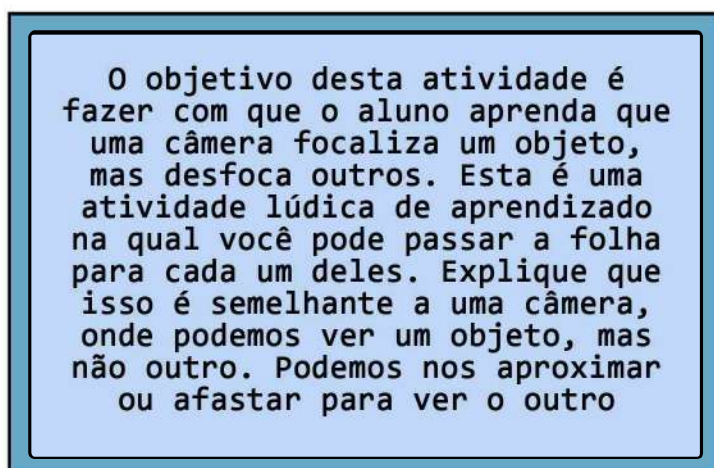 O objetivo desta atividade é
fazer com que o aluno aprenda que
uma câmera focaliza um objeto,
mas desfoca outros. Esta é uma
atividade lúdica de aprendizado
na qual você pode passar a folha
para cada um deles. Explique que
isso é semelhante a uma câmera,
onde podemos ver um objeto, mas
não outro. Podemos nos aproximar
ou afastar para ver o outro